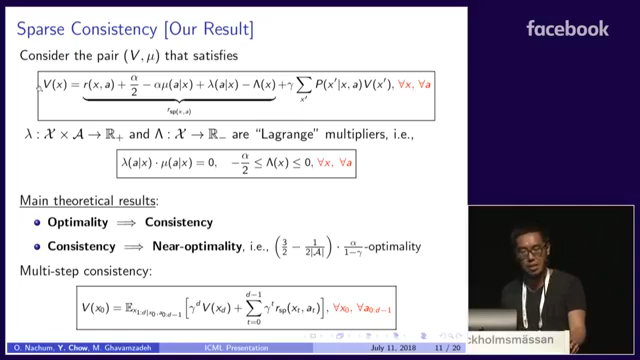 Sparse Consistency [Our Result]
facebook
Consider the pair (V, μ) that satisfies
V(x) = r(x, a) + α/2 − αμ(a|x) + λ(a|x) − Λ(x) + γ ∑ P(x′|x, a)V(x′), ∀x, ∀a
r_sp(x,a) x′
λ : 𝒳 × 𝒜 → ℝ₊ and Λ : 𝒳 → ℝ₋ are "Lagrange" multipliers, i.e.,
λ(a|x) · μ(a|x) = 0, −α/2 ≤ Λ(x) ≤ 0, ∀x, ∀a
Main theoretical results:
Optimality ⟹ Consistency
Consistency ⟹ Near-optimality, i.e., (3/2 − 1/(2|𝒜|)) · α/(1−γ)-optimality
Multi-step consistency:
V(x₀) = 𝔼_{x_{1:d}|x₀,a_{0:d−1}} [γ^d V(x_d) + ∑_{t=0}^{d−1} γ^t r_sp(x_t, a_t)], ∀x₀, ∀a_{0:d−1}
O. Nachum, Y. Chow, M. Ghavamzadeh ICML Presentation July 11, 2018 11 / 20
ckholmsmässan